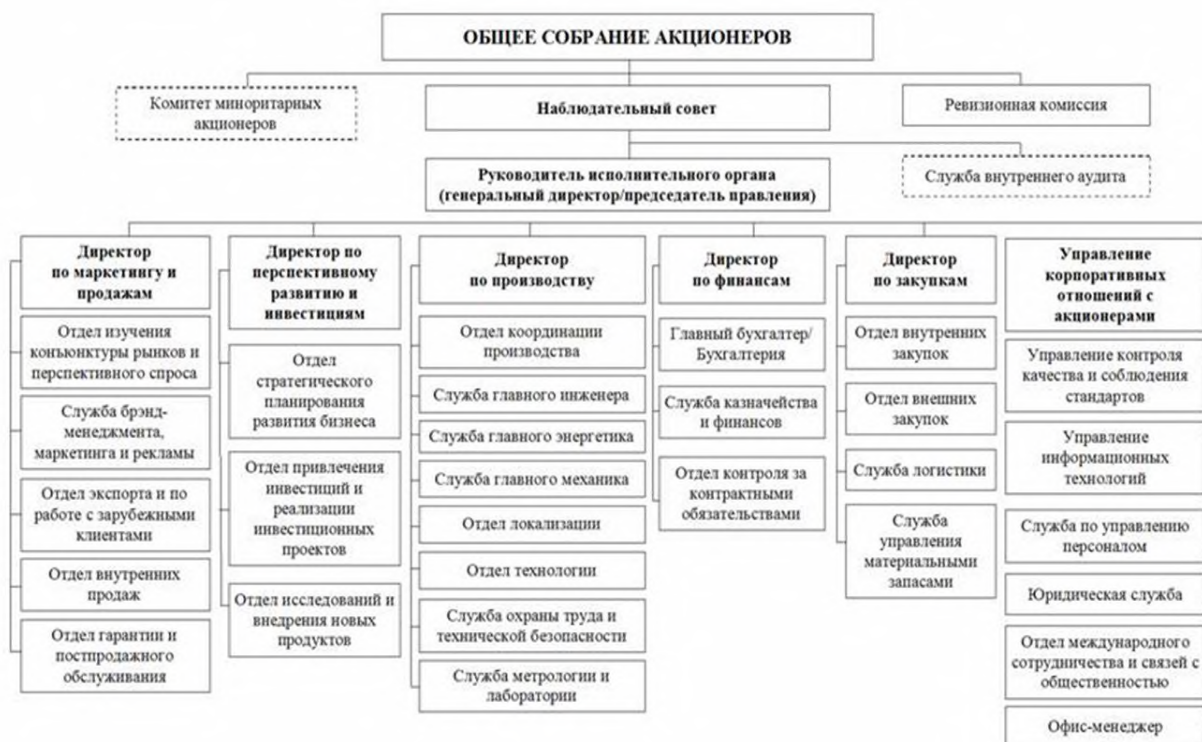 ОБЩЕЕ СОБРАНИЕ АКЦИОНЕРОВ
Комитет миноритарных
акционеров
Наблюдательный совет
Ревизионная комиссия
Руководитель исполнительного органа
(генеральный директор/председатель правления)
Служба внутреннего аудита
Директор
по маркетингу и
продажам
Отдел изучения
конъюнктуры рынков и
перспективного спроса
Служба брэнд-
менеджмента,
маркетинга и рекламы
Отдел экспорта и по
работе с зарубежными
клиентами
Отдел внутренних
продаж
Отдел гарантии и
постпродажного
обслуживания
Директор по
перспективному
развитию и
инвестициям
Отдел
стратегического
планирования
развития бизнеса
Отдел привлечения
инвестиций и
реализации
инвестиционных
проектов
Отдел исследований и
внедрения новых
продуктов
Директор
по производству
Отдел координации
производства
Служба главного инженера
Служба главного энергетика
Служба главного механика
Отдел локализации
Отдел технологии
Служба охраны труда и
технической безопасности
Служба метрологии и
лаборатории
Директор
по финансам
Главный бухгалтер/
Бухгалтерия
Служба казначейства
и финансов
Отдел контроля за
контрактными
обязательствами
Директор
по закупкам
Отдел внутренних
закупок
Отдел внешних
закупок
Служба логистики
Служба
управления
материальными
запасами
Управление
корпоративных
отношений с
акционерами
Управление контроля
качества и соблюдения
стандартов
Управление
информационных
технологий
Служба по управлению
персоналом
Юридическая служба
Отдел международного
сотрудничества и связей с
общественностью
Офис-менеджер